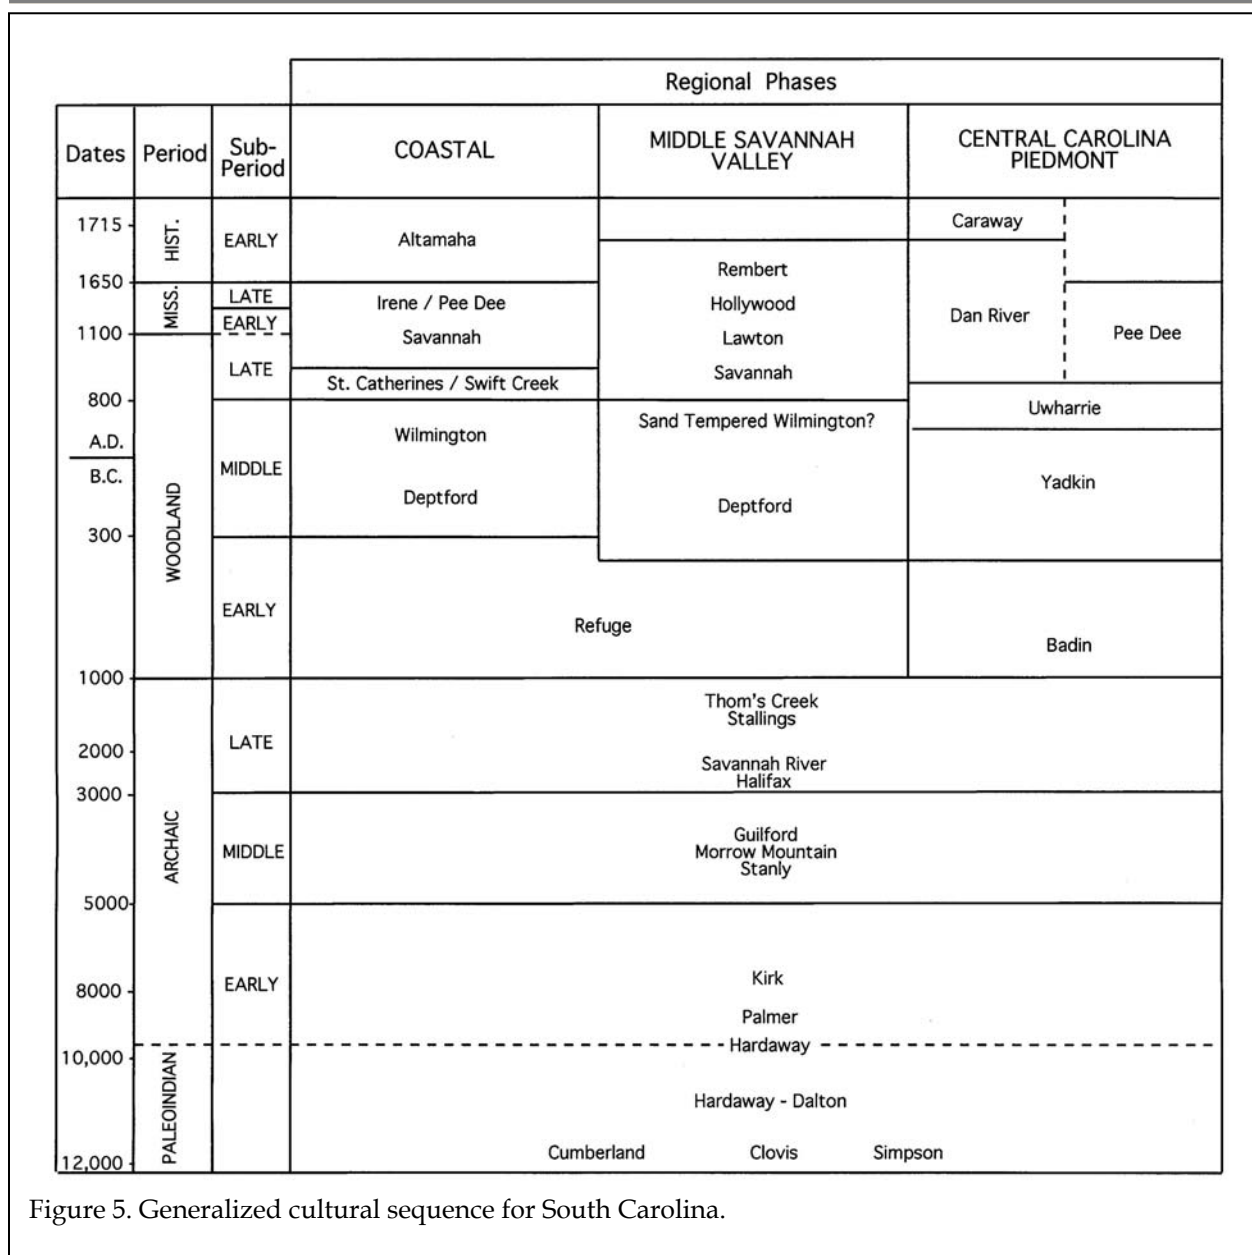 Regional Phases
Dates Period Sub-Period COASTAL MIDDLE SAVANNAH VALLEY CENTRAL CAROLINA PIEDMONT
1715
HIST.
EARLY
Altamaha
Caraway
1650
MISS.
LATE
Irene / Pee Dee
Rembert
Hollywood
Dan River
EARLY
1100
Savannah
Lawton
Pee Dee
LATE
Savannah
St. Catherines / Swift Creek
800
Uwharrie
Sand Tempered Wilmington?
A.D.
Wilmington
B.C.
WOODLAND
MIDDLE
Deptford
Deptford
Yadkin
300
EARLY
Refuge
Badin
1000
Thom's Creek
Stallings
LATE
2000
Savannah River
Halifax
3000
ARCHAIC
MIDDLE
Guilford
Morrow Mountain
Stanly
5000
Kirk
EARLY
8000
Palmer
Hardaway
10,000
PALEOINDIAN
Hardaway - Dalton
Cumberland Clovis Simpson
12,000
Figure 5. Generalized cultural sequence for South Carolina.